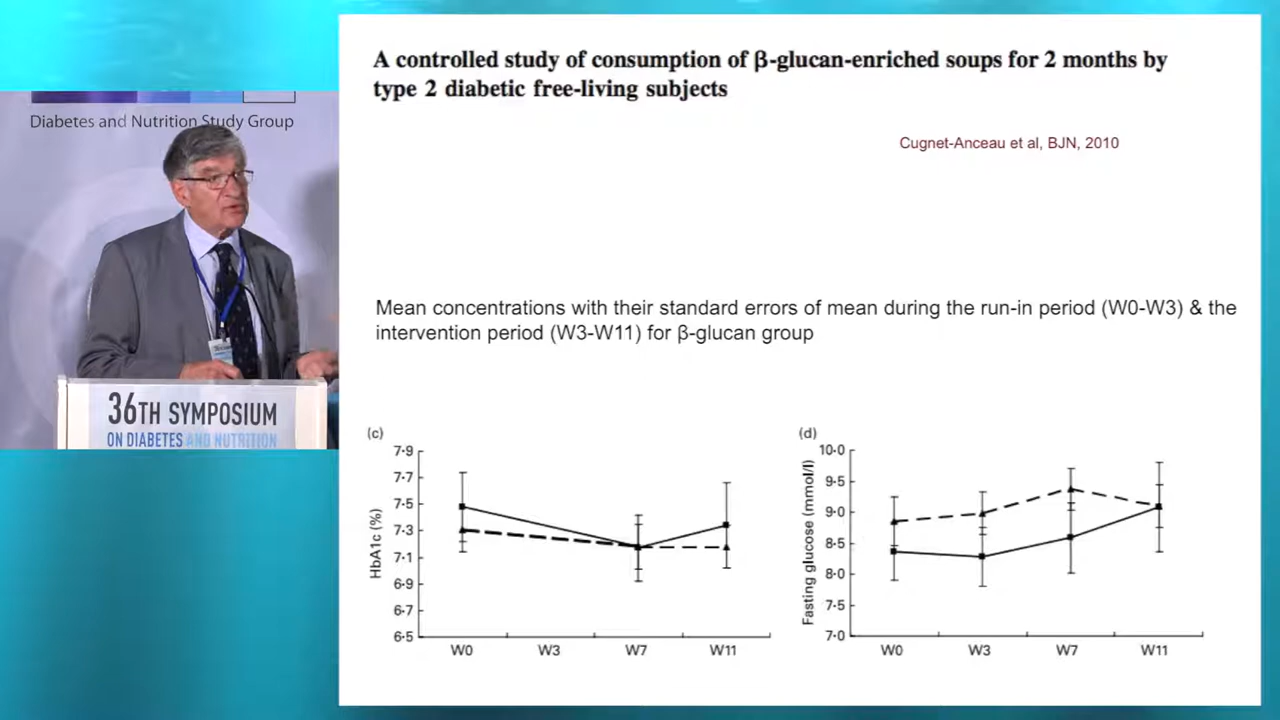 Diabetes and Nutrition Study Group
36TH SYMPOSIUM
ON DIABETES AND NUTRITION
A controlled study of consumption of β-glucan-enriched soups for 2 months by
type 2 diabetic free-living subjects
Cugnet-Anceau et al, BJN, 2010
Mean concentrations with their standard errors of mean during the run-in period (W0-W3) & the
intervention period (W3-W11) for β-glucan group
(c)
HbA1c (%)
7·9
7·7
7·5
7·3
7·1
6·9
6·7
6·5
W0 W3 W7 W11
(d)
Fasting glucose (mmol/l)
10·0
9·5
9·0
8·5
8·0
7·5
7·0
W0 W3 W7 W11